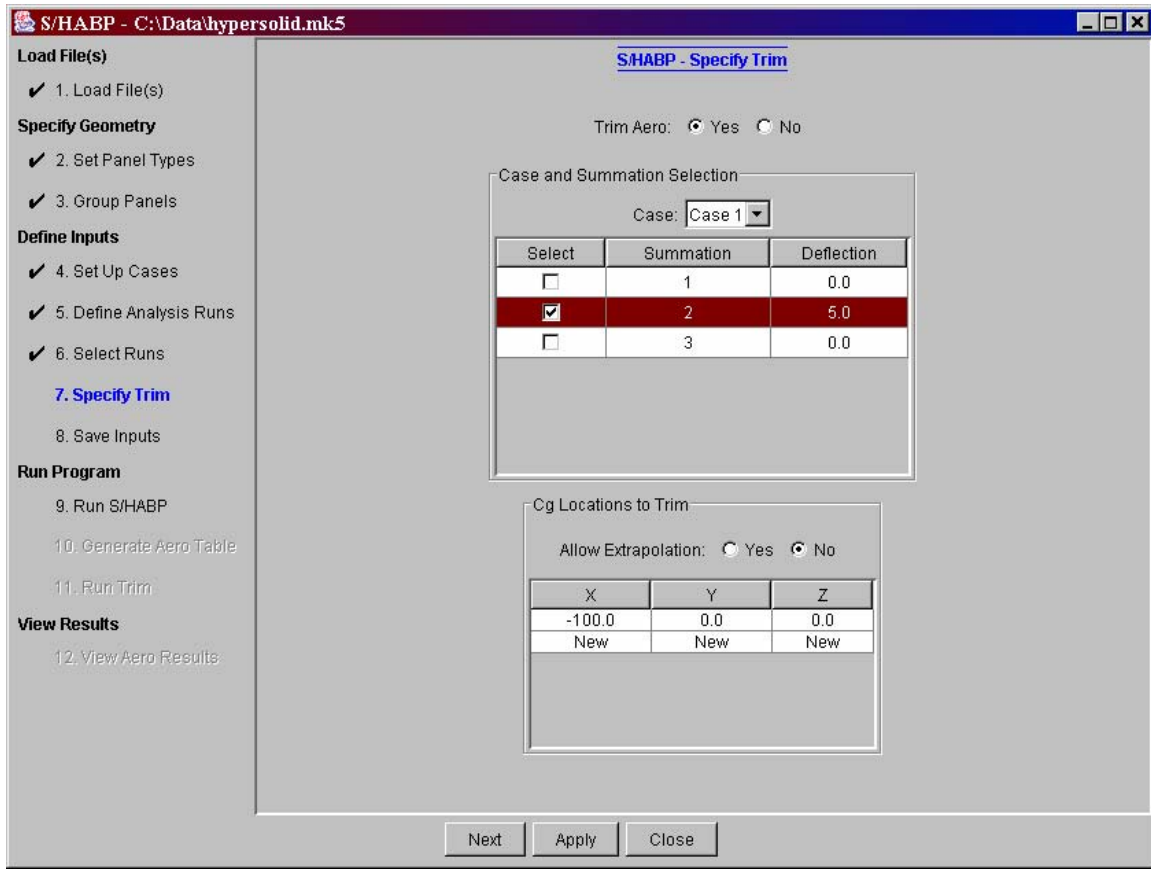 S/HABP - C:\Data\hypersolid.mk5
Load File(s)
✔ 1. Load File(s)
Specify Geometry
✔ 2. Set Panel Types
✔ 3. Group Panels
Define Inputs
✔ 4. Set Up Cases
✔ 5. Define Analysis Runs
✔ 6. Select Runs
7. Specify Trim
8. Save Inputs
Run Program
9. Run S/HABP
10. Generate Aero Table
11. Run Trim
View Results
12. View Aero Results
S/HABP - Specify Trim
Trim Aero: Yes No
Case and Summation Selection
Case: Case 1
Select Summation Deflection
1 0.0
2 5.0
3 0.0
Cg Locations to Trim
Allow Extrapolation: Yes No
X Y Z
-100.0 0.0 0.0
New New New
Next Apply Close